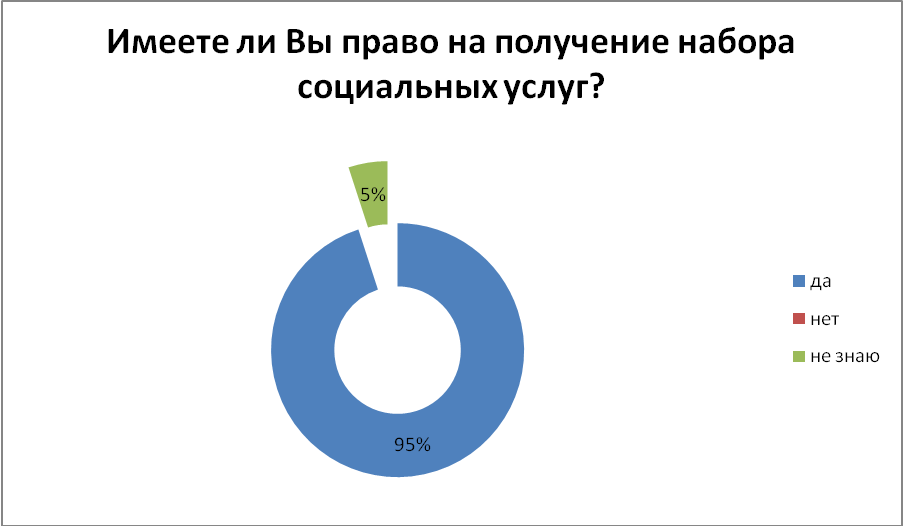 Имеете ли Вы право на получение набора
социальных услуг?
5%
95%
да
нет
не знаю